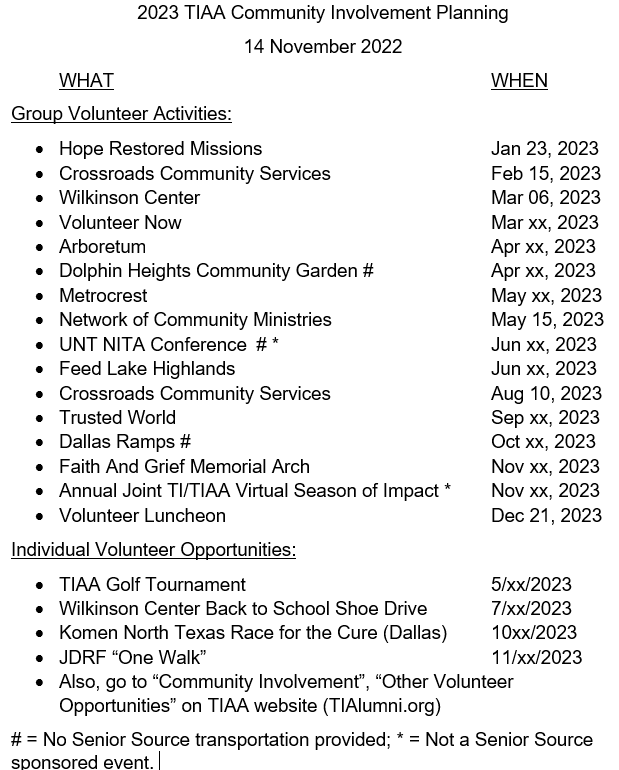 2023 TIAA Community Involvement Planning
14 November 2022
WHAT WHEN
Group Volunteer Activities:
• Hope Restored Missions Jan 23, 2023
• Crossroads Community Services Feb 15, 2023
• Wilkinson Center Mar 06, 2023
• Volunteer Now Mar xx, 2023
• Arboretum Apr xx, 2023
• Dolphin Heights Community Garden # Apr xx, 2023
• Metrocrest May xx, 2023
• Network of Community Ministries May 15, 2023
• UNT NITA Conference # * Jun xx, 2023
• Feed Lake Highlands Jun xx, 2023
• Crossroads Community Services Aug 10, 2023
• Trusted World Sep xx, 2023
• Dallas Ramps # Oct xx, 2023
• Faith And Grief Memorial Arch Nov xx, 2023
• Annual Joint TI/TIAA Virtual Season of Impact * Nov xx, 2023
• Volunteer Luncheon Dec 21, 2023
Individual Volunteer Opportunities:
• TIAA Golf Tournament 5/xx/2023
• Wilkinson Center Back to School Shoe Drive 7/xx/2023
• Komen North Texas Race for the Cure (Dallas) 10xx/2023
• JDRF “One Walk” 11/xx/2023
• Also, go to “Community Involvement”, “Other Volunteer
Opportunities” on TIAA website (TIAlumni.org)
# = No Senior Source transportation provided; * = Not a Senior Source
sponsored event.